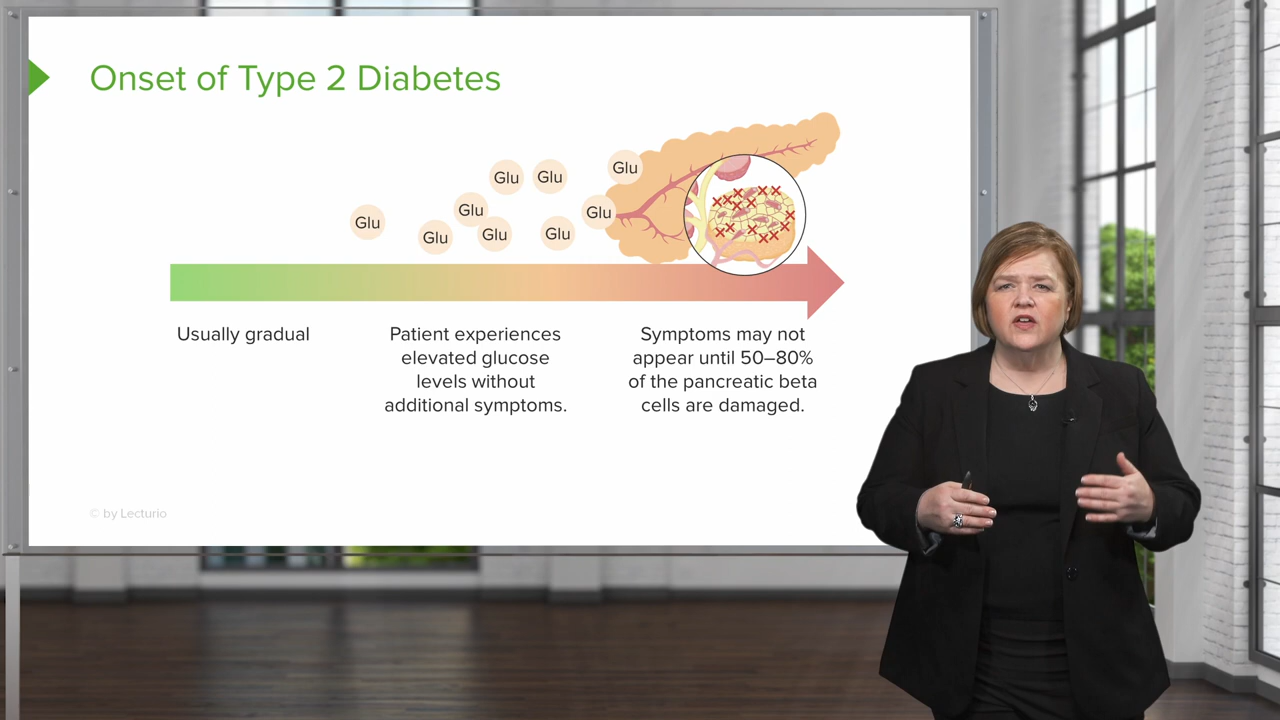 Onset of Type 2 Diabetes
Glu
Glu
Glu
Glu
Glu
Glu
Glu
Glu
Glu
Usually gradual
Patient experiences
elevated glucose
levels without
additional symptoms.
Symptoms may not
appear until 50–80%
of the pancreatic beta
cells are damaged.
© by Lecturio